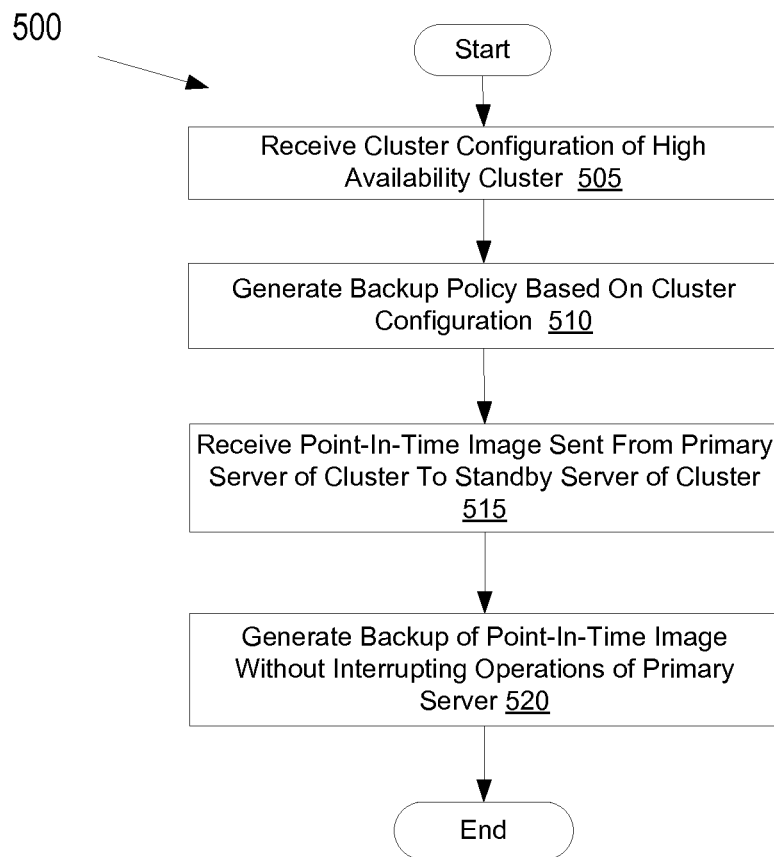 500
Start
Receive Cluster Configuration of High
Availability Cluster 505
Generate Backup Policy Based On Cluster
Configuration 510
Receive Point-In-Time Image Sent From Primary
Server of Cluster To Standby Server of Cluster
515
Generate Backup of Point-In-Time Image
Without Interrupting Operations of Primary
Server 520
End